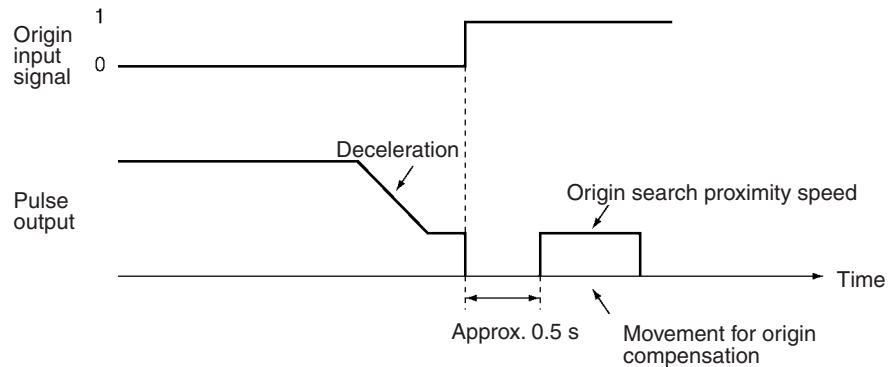 Origin
input
signal
1
0
Deceleration
Pulse
output
Origin search proximity speed
Time
Approx. 0.5 s
Movement for origin
compensation